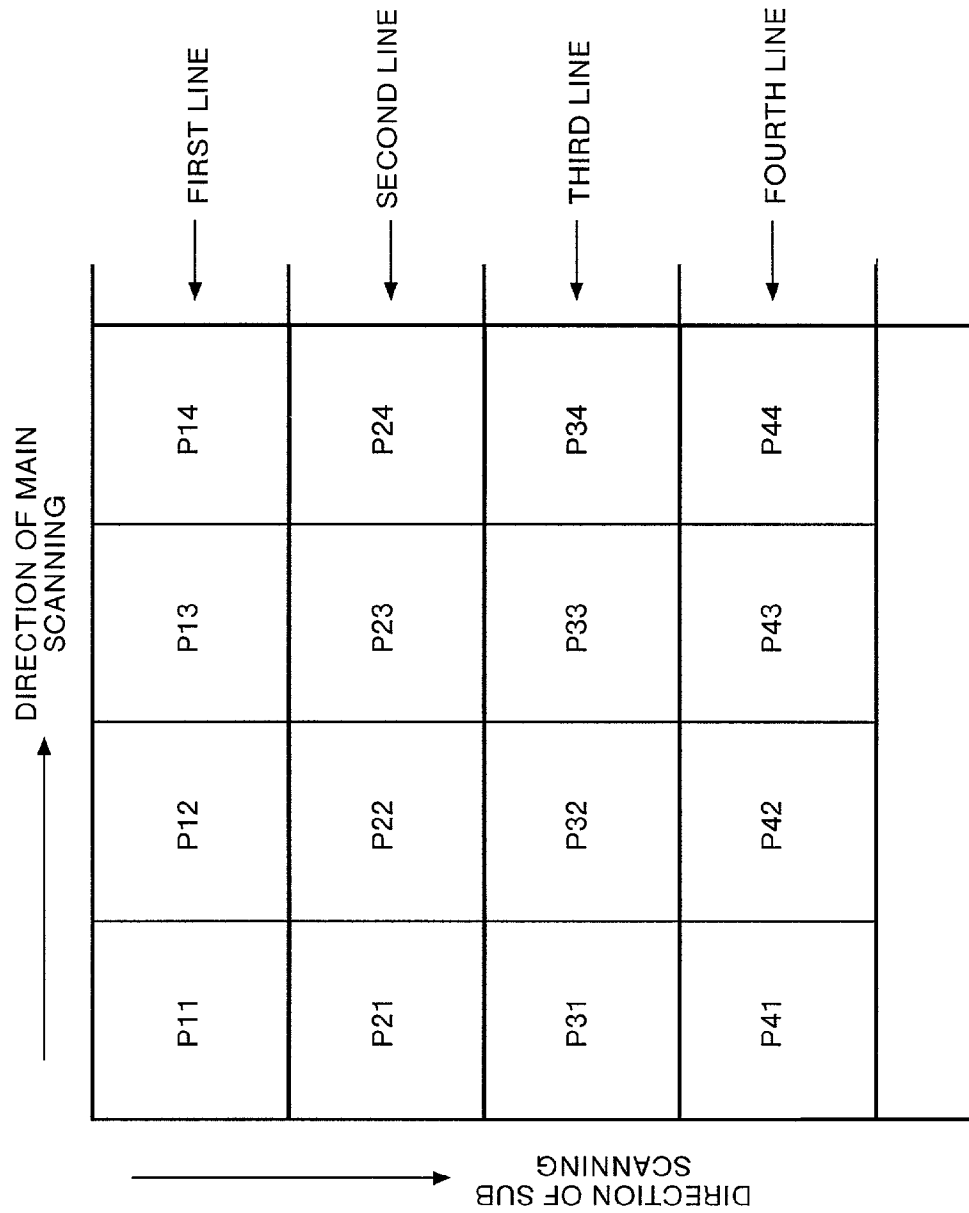 DIRECTION OF MAIN
SCANNING
P11
P12
P13
P14
FIRST LINE
P21
P22
P23
P24
SECOND LINE
P31
P32
P33
P34
THIRD LINE
P41
P42
P43
P44
FOURTH LINE
DIRECTION OF SUB
SCANNING